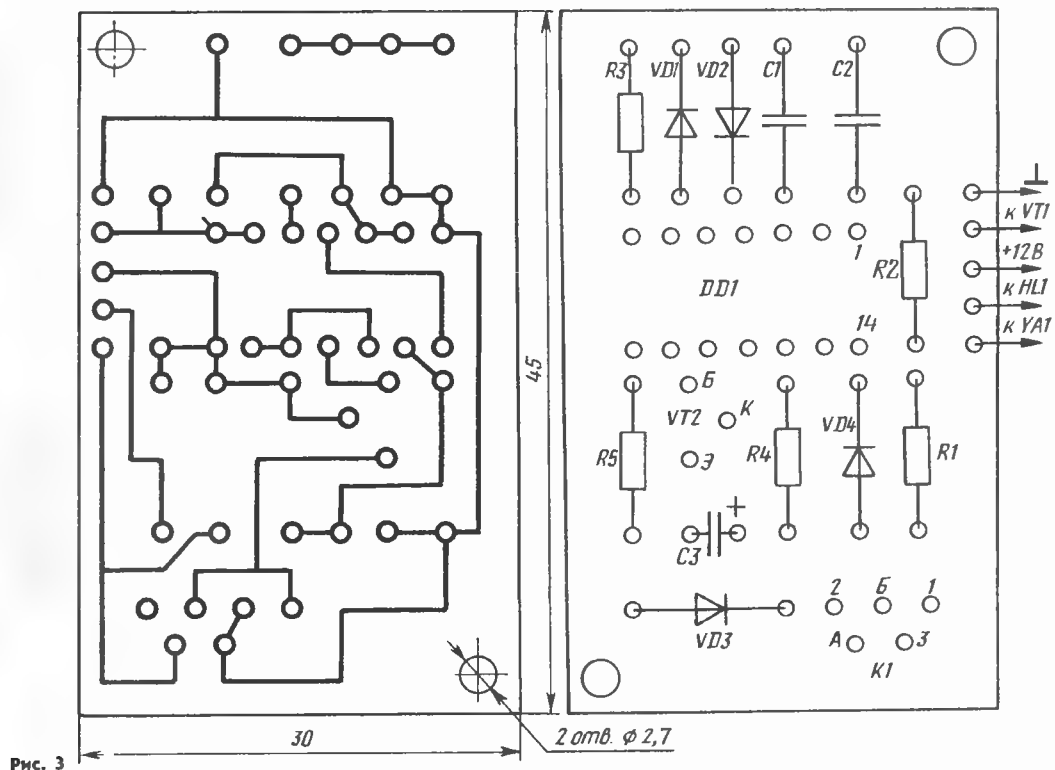 R3
VD1
VD2
C1
C2
⊥
к VT1
+12В
к HL1
к YA1
1
R2
DD1
14
45
Б
VT2
К
Э
R5
R4
VD4
R1
+
C3
VD3
2
Б
1
А
3
К1
30
2 отв. ϕ 2,7
Рис. 3